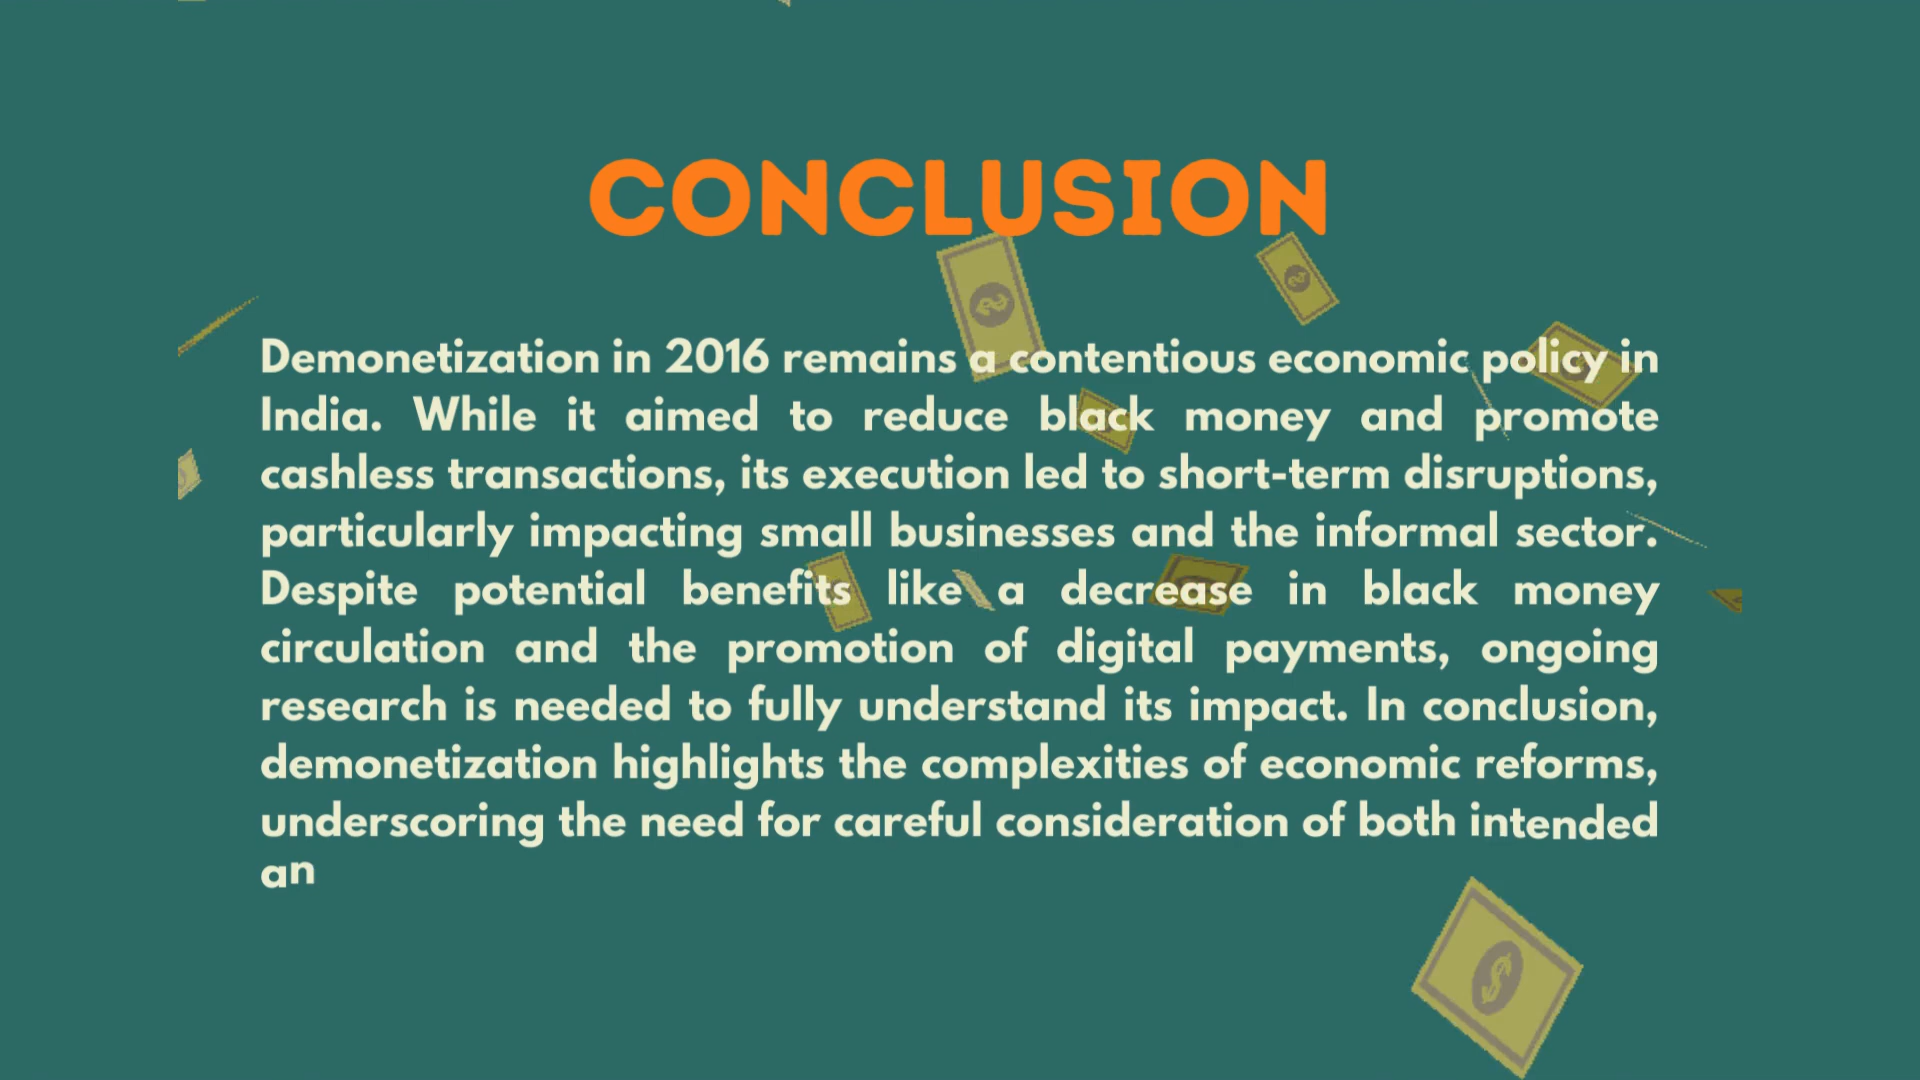 CONCLUSION
Demonetization in 2016 remains a contentious economic policy in
India. While it aimed to reduce black money and promote
cashless transactions, its execution led to short-term disruptions,
particularly impacting small businesses and the informal sector.
Despite potential benefits like a decrease in black money
circulation and the promotion of digital payments, ongoing
research is needed to fully understand its impact. In conclusion,
demonetization highlights the complexities of economic reforms,
underscoring the need for careful consideration of both intended
an
$